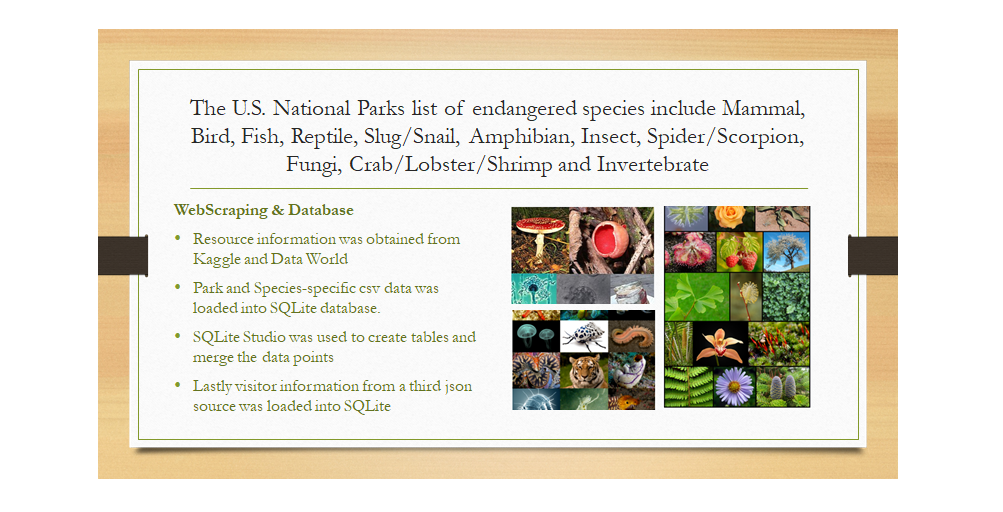 The U.S. National Parks list of endangered species include Mammal,
Bird, Fish, Reptile, Slug/Snail, Amphibian, Insect, Spider/Scorpion,
Fungi, Crab/Lobster/Shrimp and Invertebrate
WebScraping & Database
• Resource information was obtained from
Kaggle and Data World
• Park and Species-specific csv data was
loaded into SQLite database.
• SQLite Studio was used to create tables and
merge the data points
• Lastly visitor information from a third json
source was loaded into SQLite